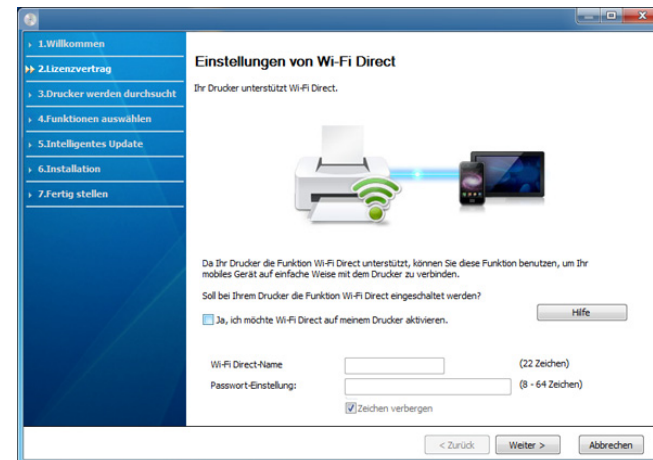 1.Willkommen
2.Lizenzvertrag
3.Drucker werden durchsucht
4.Funktionen auswählen
5.Intelligentes Update
6.Installation
7.Fertig stellen
Einstellungen von Wi-Fi Direct
Ihr Drucker unterstützt Wi-Fi Direct.
Da Ihr Drucker die Funktion Wi-Fi Direct unterstützt, können Sie diese Funktion benutzen, um Ihr
mobiles Gerät auf einfache Weise mit dem Drucker zu verbinden.
Soll bei Ihrem Drucker die Funktion Wi-Fi Direct eingeschaltet werden?
Hilfe
Ja, ich möchte Wi-Fi Direct auf meinem Drucker aktivieren.
Wi-Fi Direct-Name (22 Zeichen)
Passwort-Einstellung: (8 - 64 Zeichen)
Zeichen verbergen
< Zurück Weiter > Abbrechen